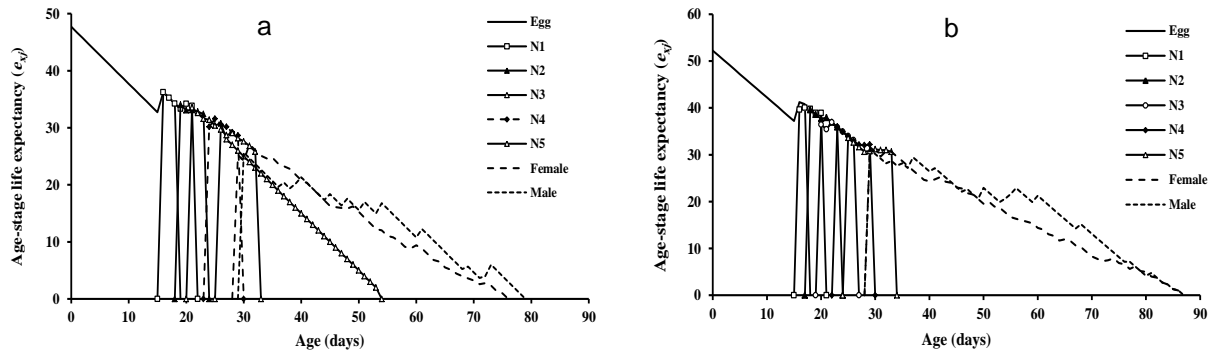 a
Age-stage life expectancy (exj)
50
40
30
20
10
0
0 10 20 30 40 50 60 70 80 90
Age (days)
Egg
N1
N2
N3
N4
N5
Female
Male
b
Age-stage life expectancy (exj)
60
50
40
30
20
10
0
0 10 20 30 40 50 60 70 80 90
Age (days)
Egg
N1
N2
N3
N4
N5
Female
Male